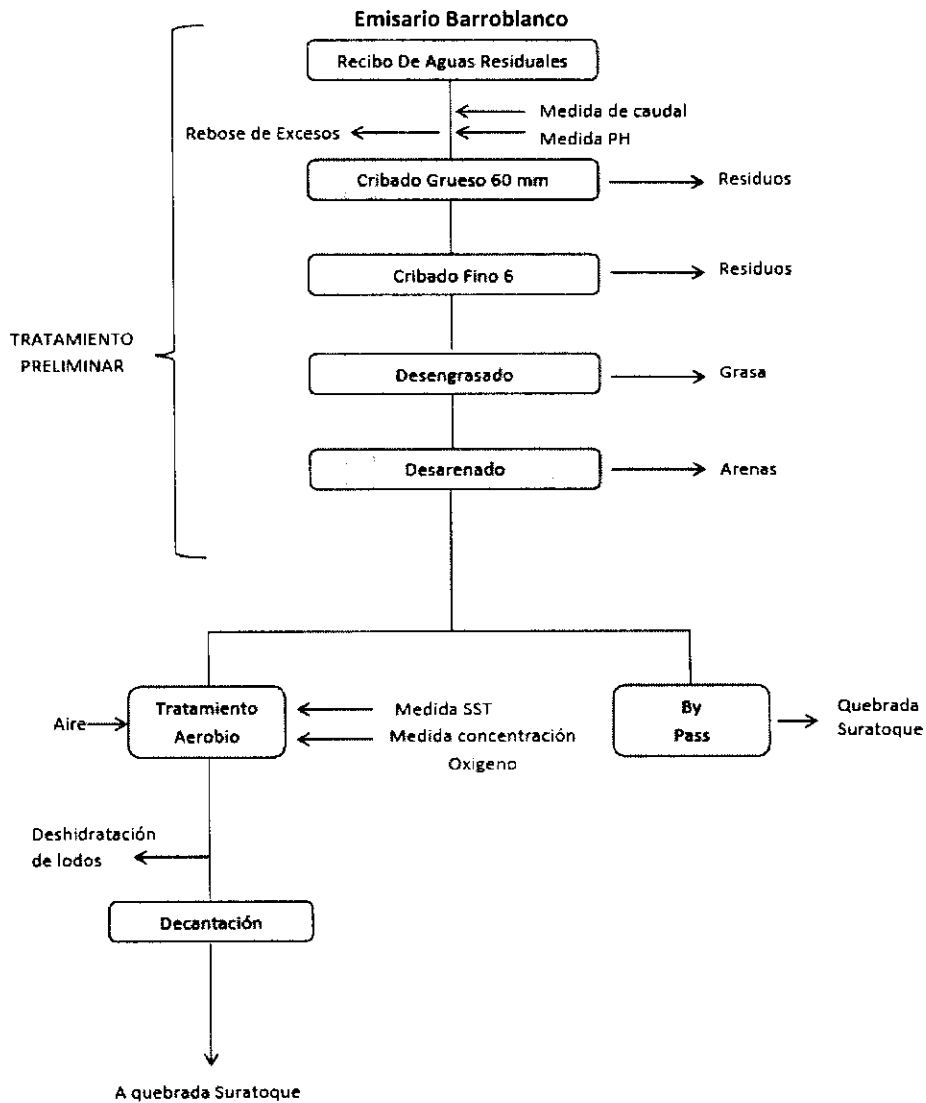 Emisario Barroblanco
Recibo De Aguas Residuales
Medida de caudal
Rebose de Excesos
Medida PH
Cribado Grueso 60 mm
Residuos
Cribado Fino 6
Residuos
TRATAMIENTO
PRELIMINAR
Desengrasado
Grasa
Desarenado
Arenas
Aire
Tratamiento
Aerobio
Medida SST
Medida concentración
Oxigeno
By
Pass
Quebrada
Suratoque
Deshidratación
de lodos
Decantación
A quebrada Suratoque